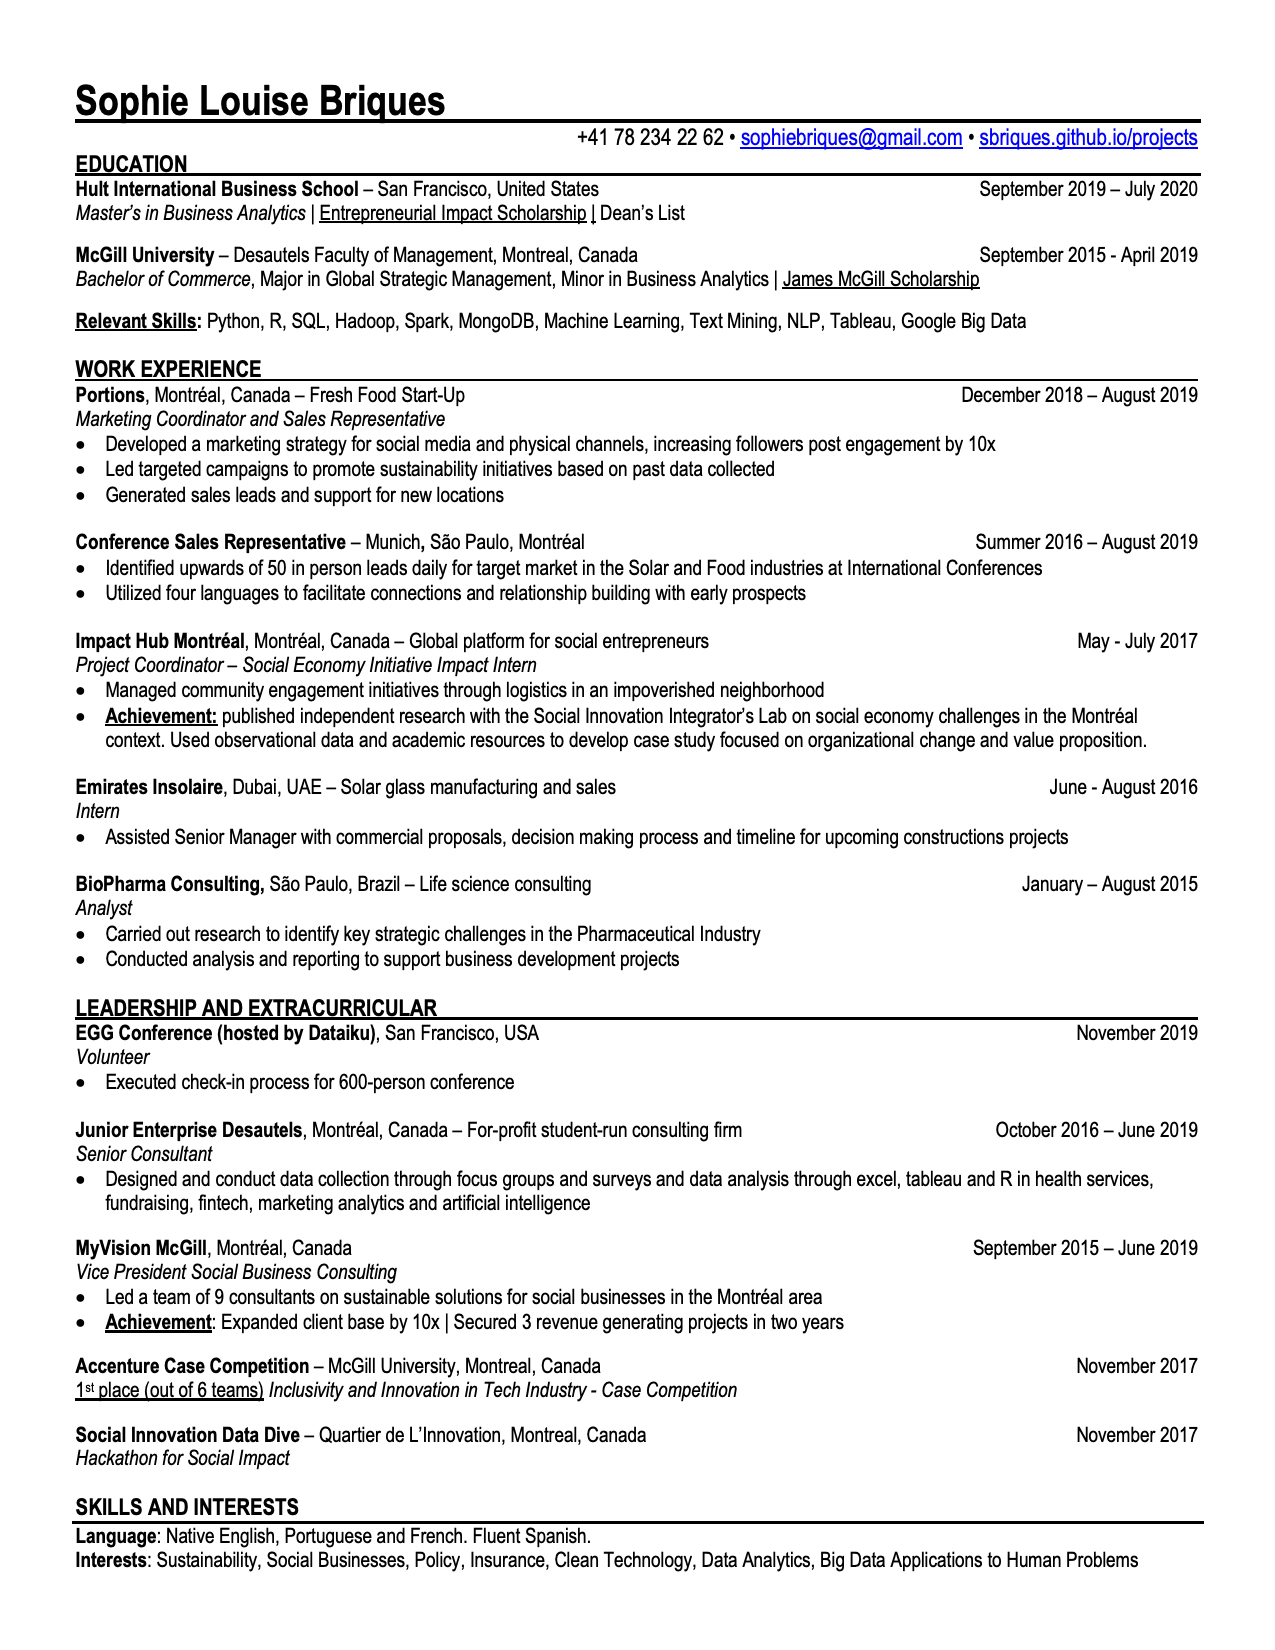 Sophie Louise Briques
+41 78 234 22 62 • sophiebriques@gmail.com • sbriques.github.io/projects
EDUCATION
Hult International Business School – San Francisco, United States September 2019 – July 2020
Master's in Business Analytics | Entrepreneurial Impact Scholarship | Dean's List
McGill University – Desautels Faculty of Management, Montreal, Canada September 2015 - April 2019
Bachelor of Commerce, Major in Global Strategic Management, Minor in Business Analytics | James McGill Scholarship
Relevant Skills: Python, R, SQL, Hadoop, Spark, MongoDB, Machine Learning, Text Mining, NLP, Tableau, Google Big Data
WORK EXPERIENCE
Portions, Montréal, Canada – Fresh Food Start-Up December 2018 – August 2019
Marketing Coordinator and Sales Representative
• Developed a marketing strategy for social media and physical channels, increasing followers post engagement by 10x
• Led targeted campaigns to promote sustainability initiatives based on past data collected
• Generated sales leads and support for new locations
Conference Sales Representative – Munich, São Paulo, Montréal Summer 2016 – August 2019
• Identified upwards of 50 in person leads daily for target market in the Solar and Food industries at International Conferences
• Utilized four languages to facilitate connections and relationship building with early prospects
Impact Hub Montréal, Montréal, Canada – Global platform for social entrepreneurs May - July 2017
Project Coordinator – Social Economy Initiative Impact Intern
• Managed community engagement initiatives through logistics in an impoverished neighborhood
• Achievement: published independent research with the Social Innovation Integrator's Lab on social economy challenges in the Montréal
context. Used observational data and academic resources to develop case study focused on organizational change and value proposition.
Emirates Insolaire, Dubai, UAE – Solar glass manufacturing and sales June - August 2016
Intern
• Assisted Senior Manager with commercial proposals, decision making process and timeline for upcoming constructions projects
BioPharma Consulting, São Paulo, Brazil – Life science consulting January – August 2015
Analyst
• Carried out research to identify key strategic challenges in the Pharmaceutical Industry
• Conducted analysis and reporting to support business development projects
LEADERSHIP AND EXTRACURRICULAR
EGG Conference (hosted by Dataiku), San Francisco, USA November 2019
Volunteer
• Executed check-in process for 600-person conference
Junior Enterprise Desautels, Montréal, Canada – For-profit student-run consulting firm October 2016 – June 2019
Senior Consultant
• Designed and conduct data collection through focus groups and surveys and data analysis through excel, tableau and R in health services,
fundraising, fintech, marketing analytics and artificial intelligence
MyVision McGill, Montréal, Canada September 2015 – June 2019
Vice President Social Business Consulting
• Led a team of 9 consultants on sustainable solutions for social businesses in the Montréal area
• Achievement: Expanded client base by 10x | Secured 3 revenue generating projects in two years
Accenture Case Competition – McGill University, Montreal, Canada November 2017
1st place (out of 6 teams) Inclusivity and Innovation in Tech Industry - Case Competition
Social Innovation Data Dive – Quartier de L'Innovation, Montreal, Canada November 2017
Hackathon for Social Impact
SKILLS AND INTERESTS
Language: Native English, Portuguese and French. Fluent Spanish.
Interests: Sustainability, Social Businesses, Policy, Insurance, Clean Technology, Data Analytics, Big Data Applications to Human Problems